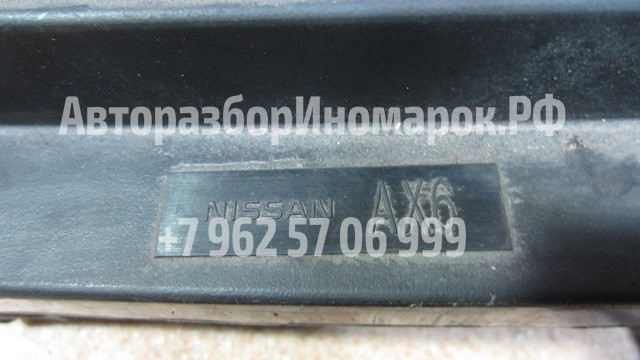 АвторазборИномарок.РФ
NISSAN AX6
+7 962 57 06 999